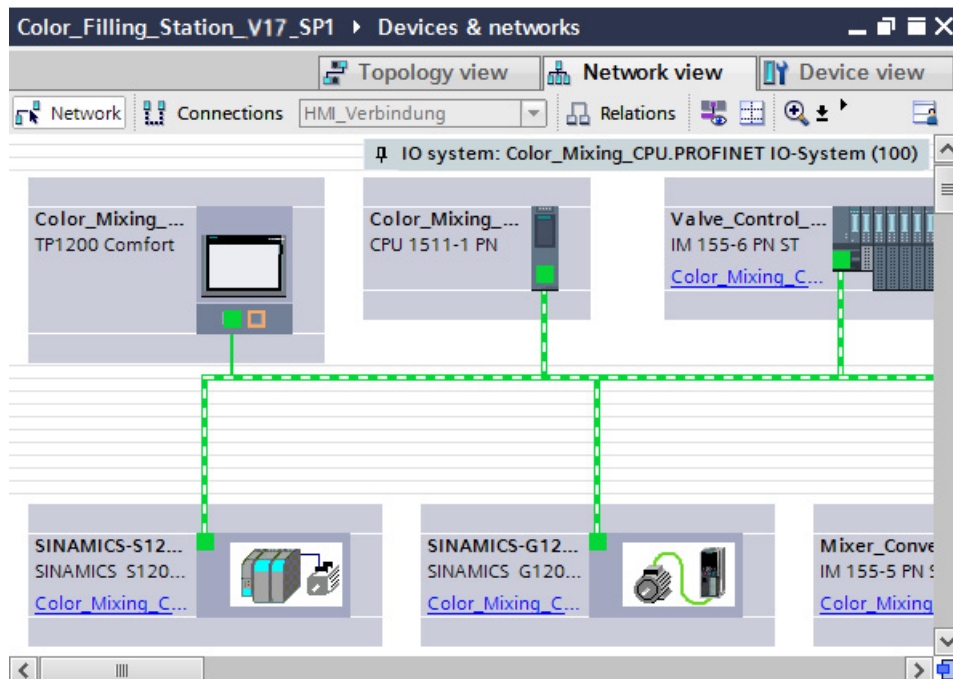 Color_Filling_Station_V17_SP1 ▸ Devices & networks
Topology view
Network view
Device view
Network
Connections
HMI_Verbindung
Relations
IO system: Color_Mixing_CPU.PROFINET IO-System (100)
Color_Mixing_...
TP1200 Comfort
Color_Mixing_...
CPU 1511-1 PN
Valve_Control_...
IM 155-6 PN ST
Color_Mixing_C...
SINAMICS-S12...
SINAMICS S120...
Color_Mixing_C...
SINAMICS-G12...
SINAMICS G120...
Color_Mixing_C...
Mixer_Conve
IM 155-5 PN S
Color_Mixing